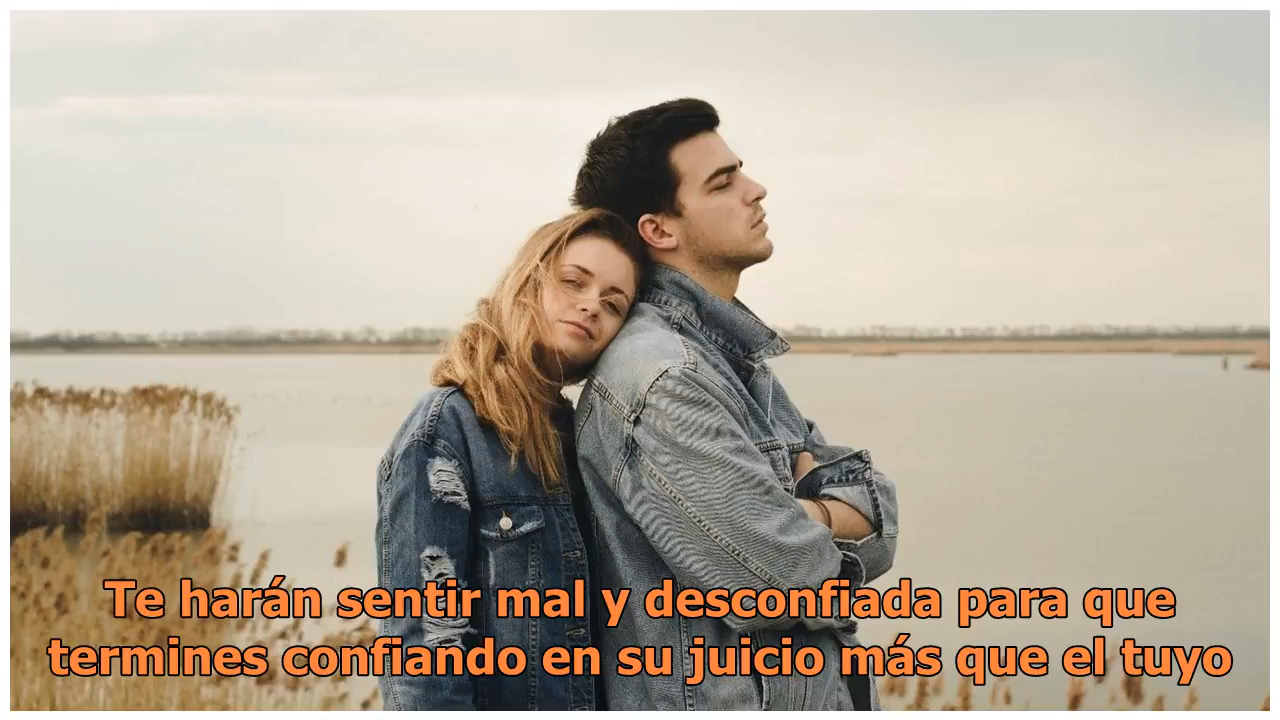 Te harán sentir mal y desconfiada para que
termines confiando en su juicio más que el tuyo